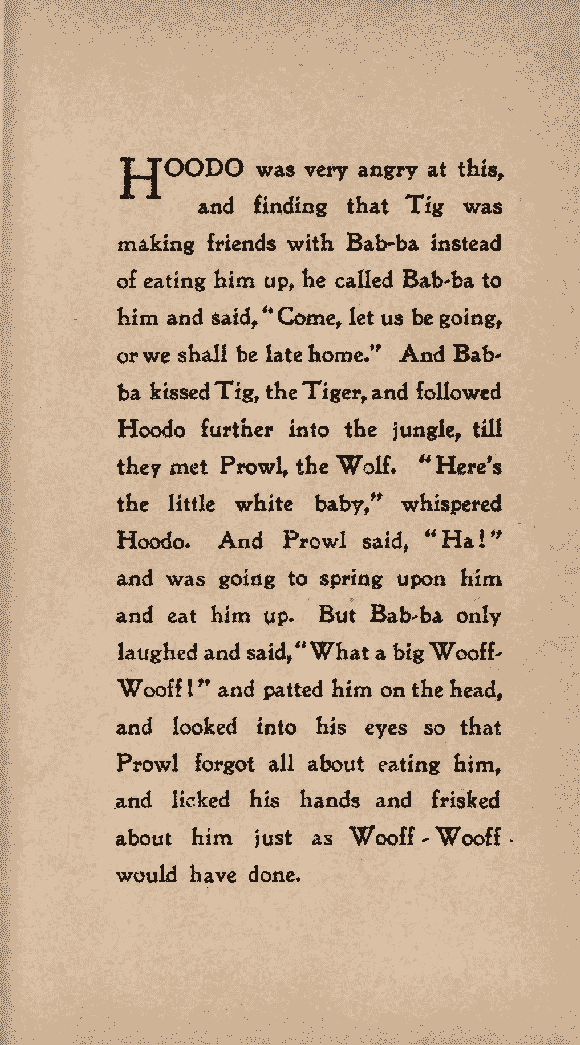 HOODO was very angry at this,
and finding that Tig was
making friends with Bab-ba instead
of eating him up, he called Bab-ba to
him and said, "Come, let us be going,
or we shall be late home." And Bab-
ba kissed Tig, the Tiger, and followed
Hoodo further into the jungle, till
they met Prowl, the Wolf. "Here's
the little white baby," whispered
Hoodo. And Prowl said, "Ha!"
and was going to spring upon him
and eat him up. But Bab-ba only
laughed and said, "What a big Wooff-
Wooff!" and patted him on the head,
and looked into his eyes so that
Prowl forgot all about eating him,
and licked his hands and frisked
about him just as Wooff-Wooff
would have done.